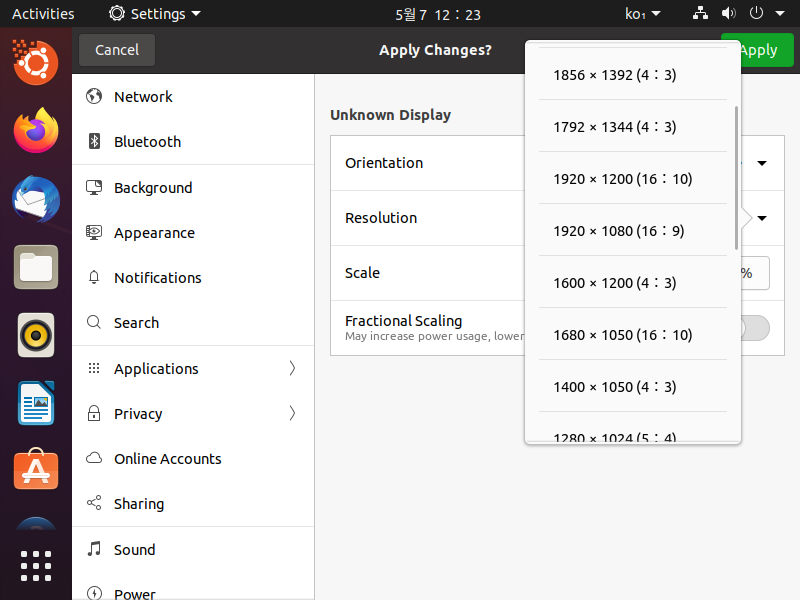 Activities
Settings
5월 7 12：23
ko₁
Cancel
Apply Changes?
Apply
Network
Bluetooth
Background
Appearance
Notifications
Search
Applications
Privacy
Online Accounts
Sharing
Sound
Power
Unknown Display
Orientation
Resolution
Scale
%
Fractional Scaling
May increase power usage, lower
1856 × 1392 (4：3)
1792 × 1344 (4：3)
1920 × 1200 (16：10)
1920 × 1080 (16：9)
1600 × 1200 (4：3)
1680 × 1050 (16：10)
1400 × 1050 (4：3)
1280 × 1024 (5：4)